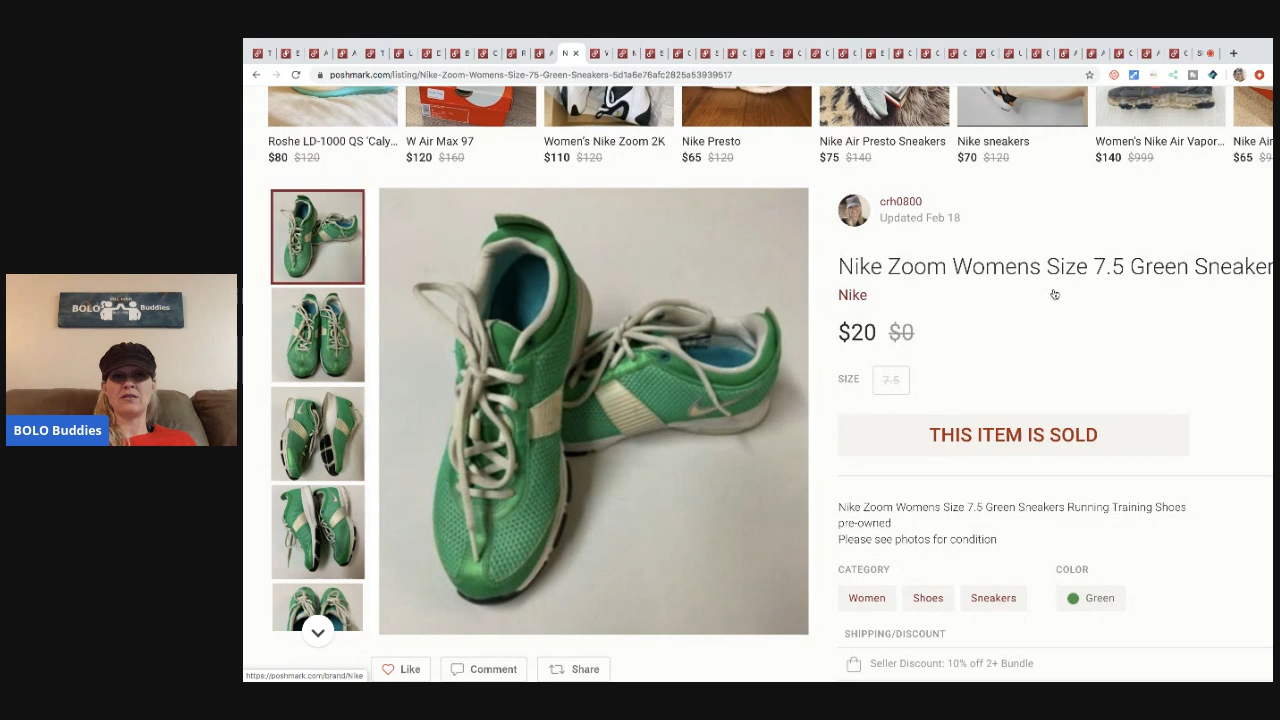 poshmark.com/listing/Nike-Zoom-Womens-Size-75-Green-Sneakers-5d1a6e76afc2825a53939517
Roshe LD-1000 QS 'Caly... W Air Max 97 Women's Nike Zoom 2K Nike Presto Nike Air Presto Sneakers Nike sneakers Women's Nike Air Vapor... Nike Air
$80 $120 $120 $160 $110 $120 $65 $120 $75 $140 $70 $120 $140 $999 $65
crh0800
Updated Feb 18
Nike Zoom Womens Size 7.5 Green Sneaker
Nike
$20 $0
SIZE 7.5
THIS ITEM IS SOLD
Nike Zoom Womens Size 7.5 Green Sneakers Running Training Shoes
pre-owned
Please see photos for condition
CATEGORY COLOR
Women Shoes Sneakers Green
SHIPPING/DISCOUNT
Seller Discount: 10% off 2+ Bundle
Like Comment Share
https://poshmark.com/brand/Nike
BOLO Buddies
BOLO Buddies